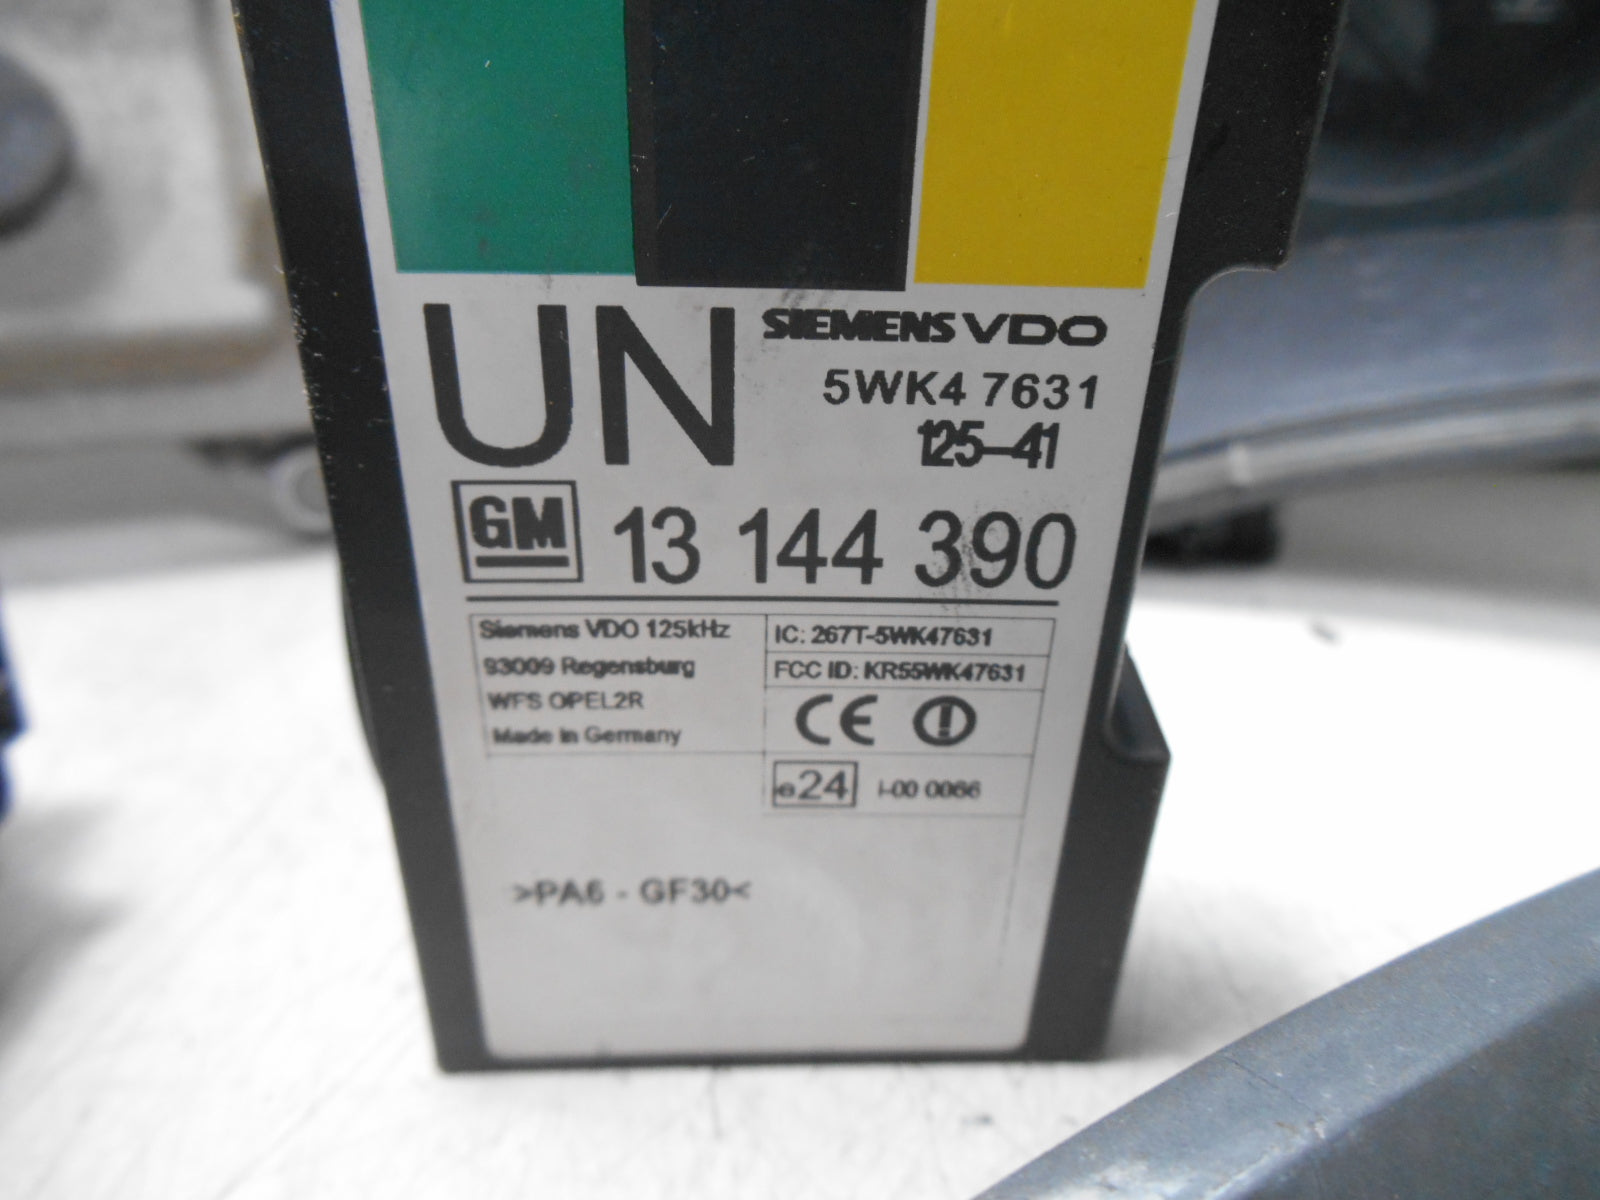 UN
SIEMENS VDO
5WK4 7631
125-41
GM 13 144 390
Siemens VDO 125kHz
93009 Regensburg
WFS OPEL2R
Made in Germany
IC: 267T-5WK47631
FCC ID: KR55WK47631
CE
e24 I-00 0066
>PA6 - GF30<